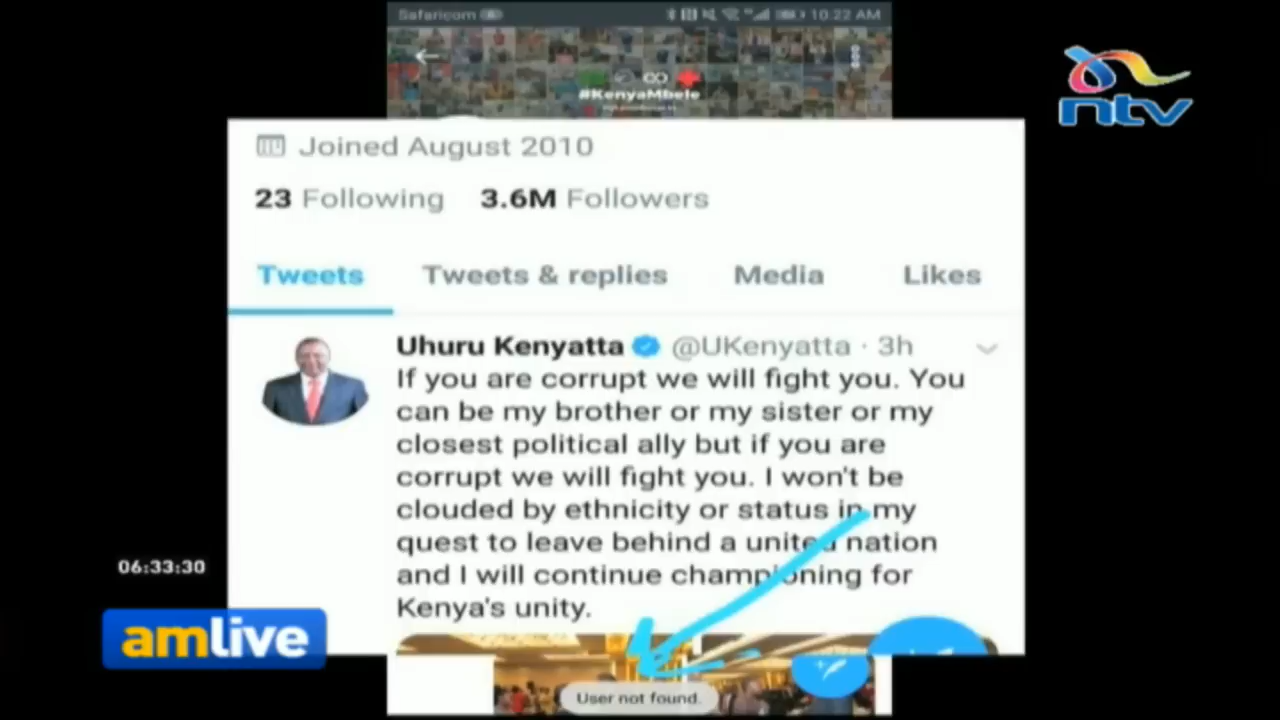 Safaricom
10:22 AM
#KenyaMbele
ntv
Joined August 2010
23 Following 3.6M Followers
Tweets Tweets & replies Media Likes
Uhuru Kenyatta @UKenyatta · 3h
If you are corrupt we will fight you. You
can be my brother or my sister or my
closest political ally but if you are
corrupt we will fight you. I won't be
clouded by ethnicity or status in my
quest to leave behind a united nation
and I will continue championing for
Kenya's unity.
06:33:30
amlive
User not found.